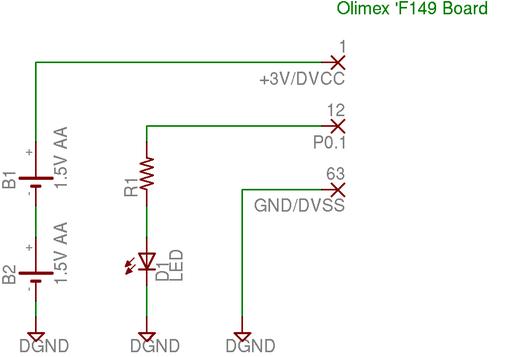 Olimex 'F149 Board
1
+3V/DVCC
12
P0.1
63
GND/DVSS
+
B1
1.5V AA
-
R1
+
B2
1.5V AA
-
D1
LED
DGND
DGND
DGND